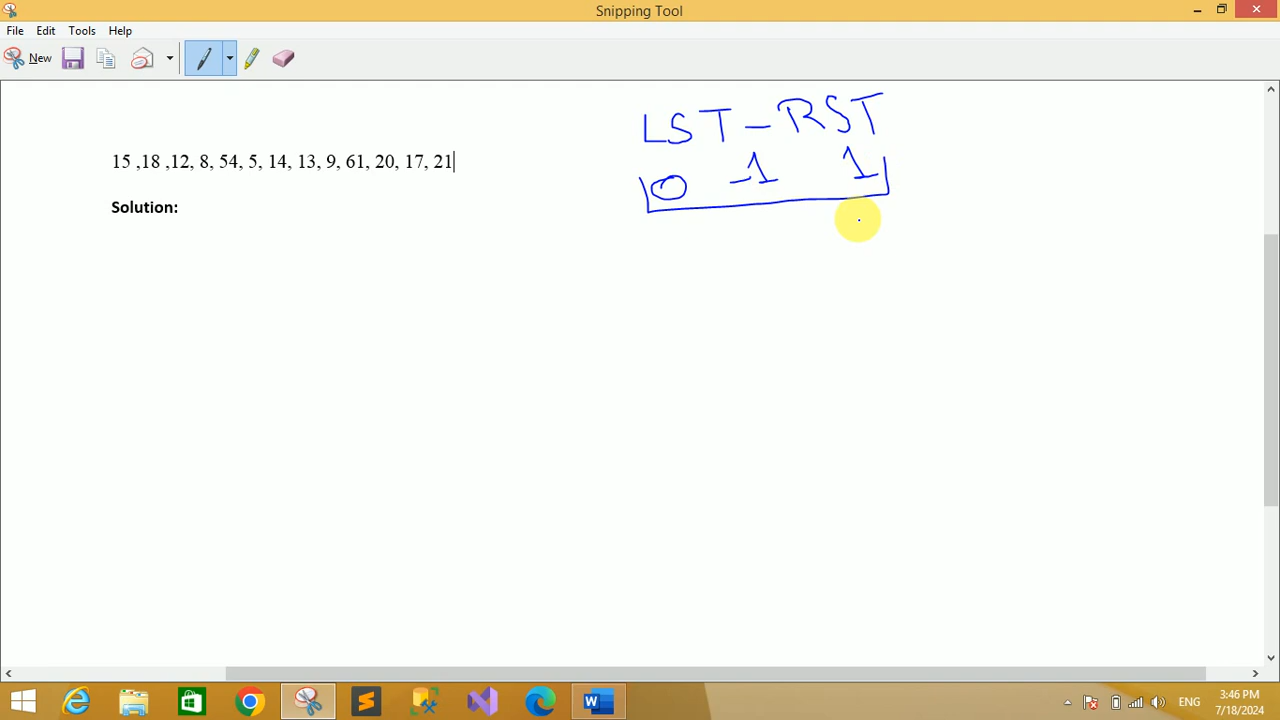 Snipping Tool
File Edit Tools Help
New
LST - RST
15 ,18 ,12, 8, 54, 5, 14, 13, 9, 61, 20, 17, 21
0 -1 1
Solution:
ENG
3:46 PM
7/18/2024